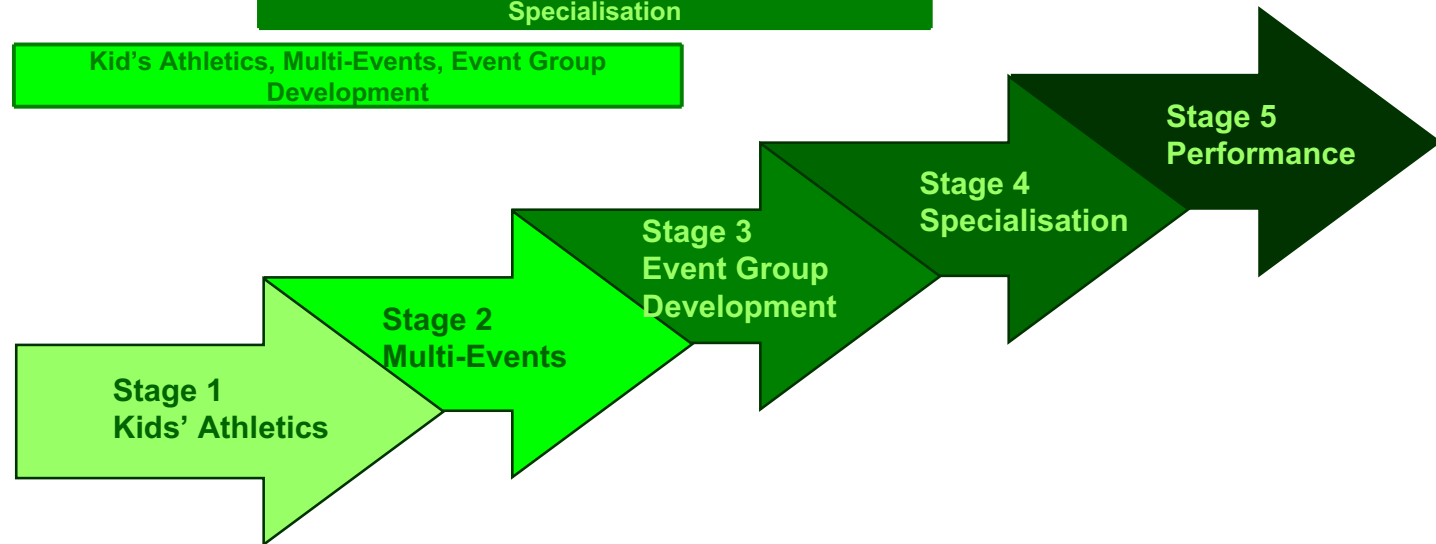 Specialisation
Kid's Athletics, Multi-Events, Event Group
Development
Stage 5
Performance
Stage 4
Specialisation
Stage 3
Event Group
Development
Stage 2
Multi-Events
Stage 1
Kids’ Athletics